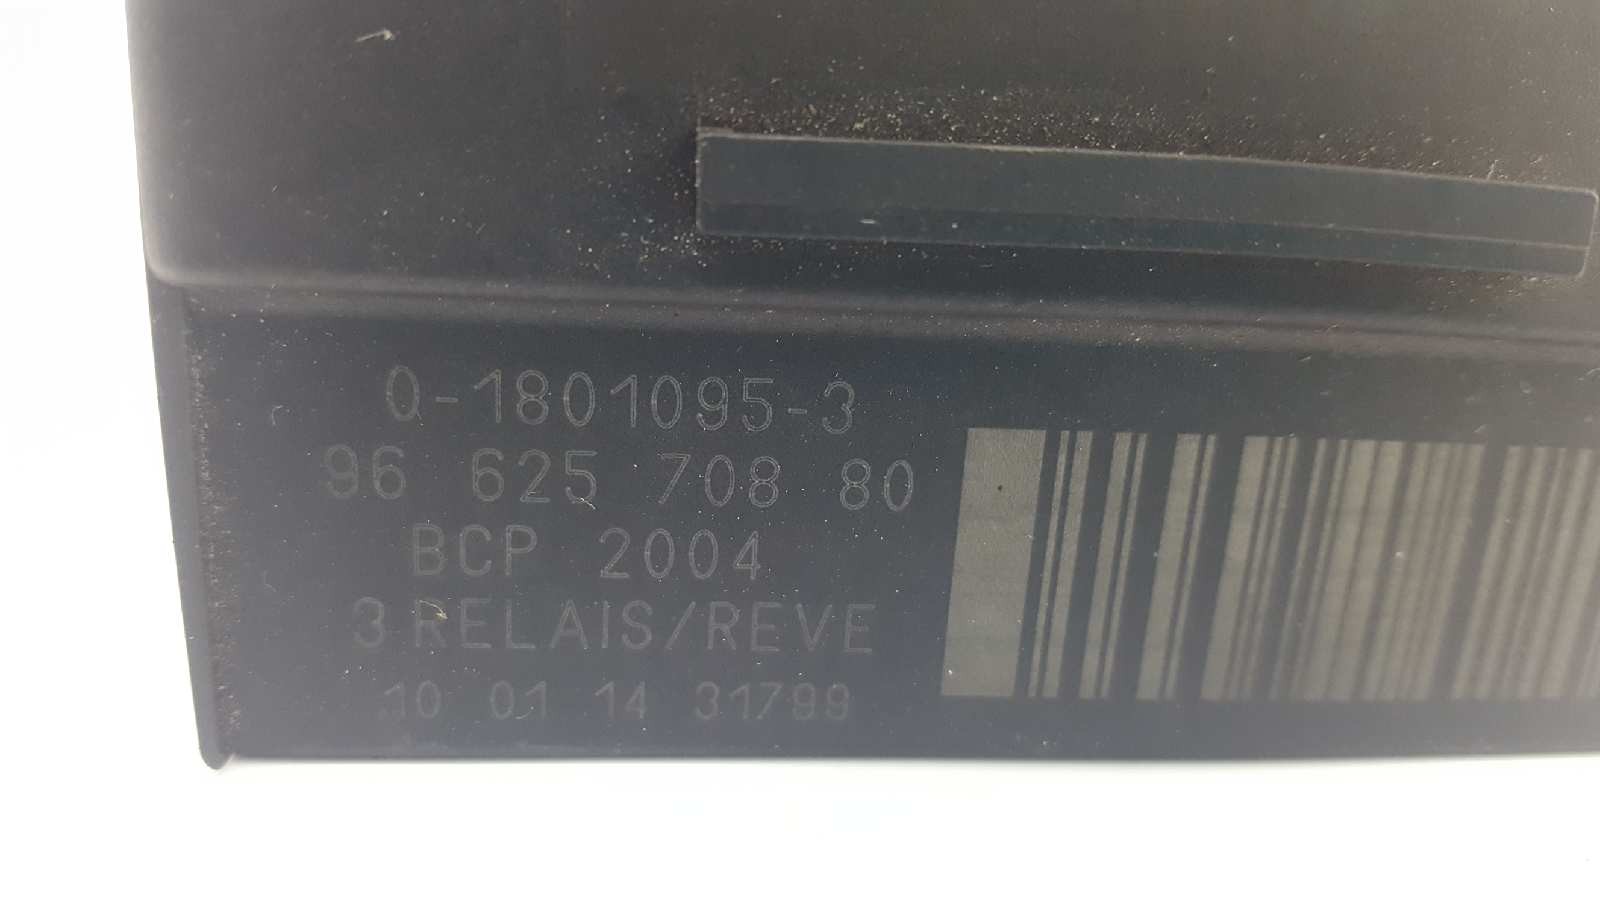 0-1801095-3
96 625 708 80
BCP 2004
3 RELAIS/REVE
10 01 14 31799